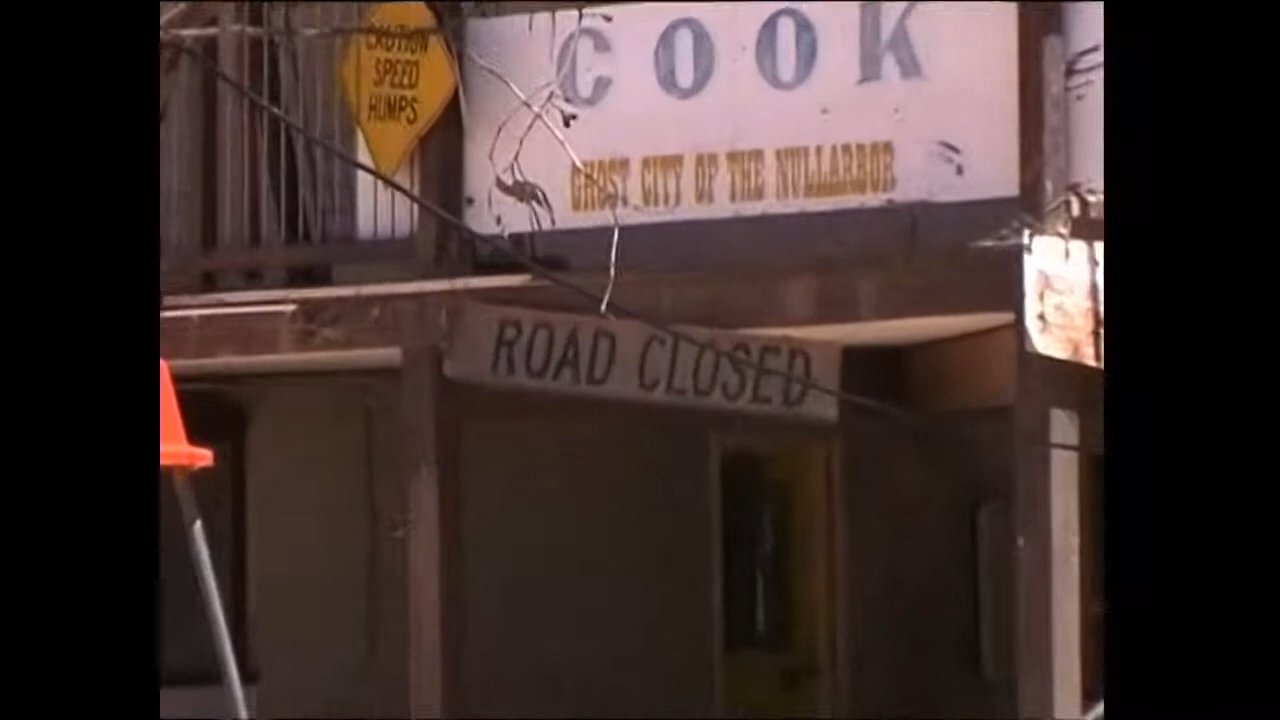 CAUTION
SPEED
HUMPS
COOK
GHOST CITY OF THE NULLARBOR
ROAD CLOSED